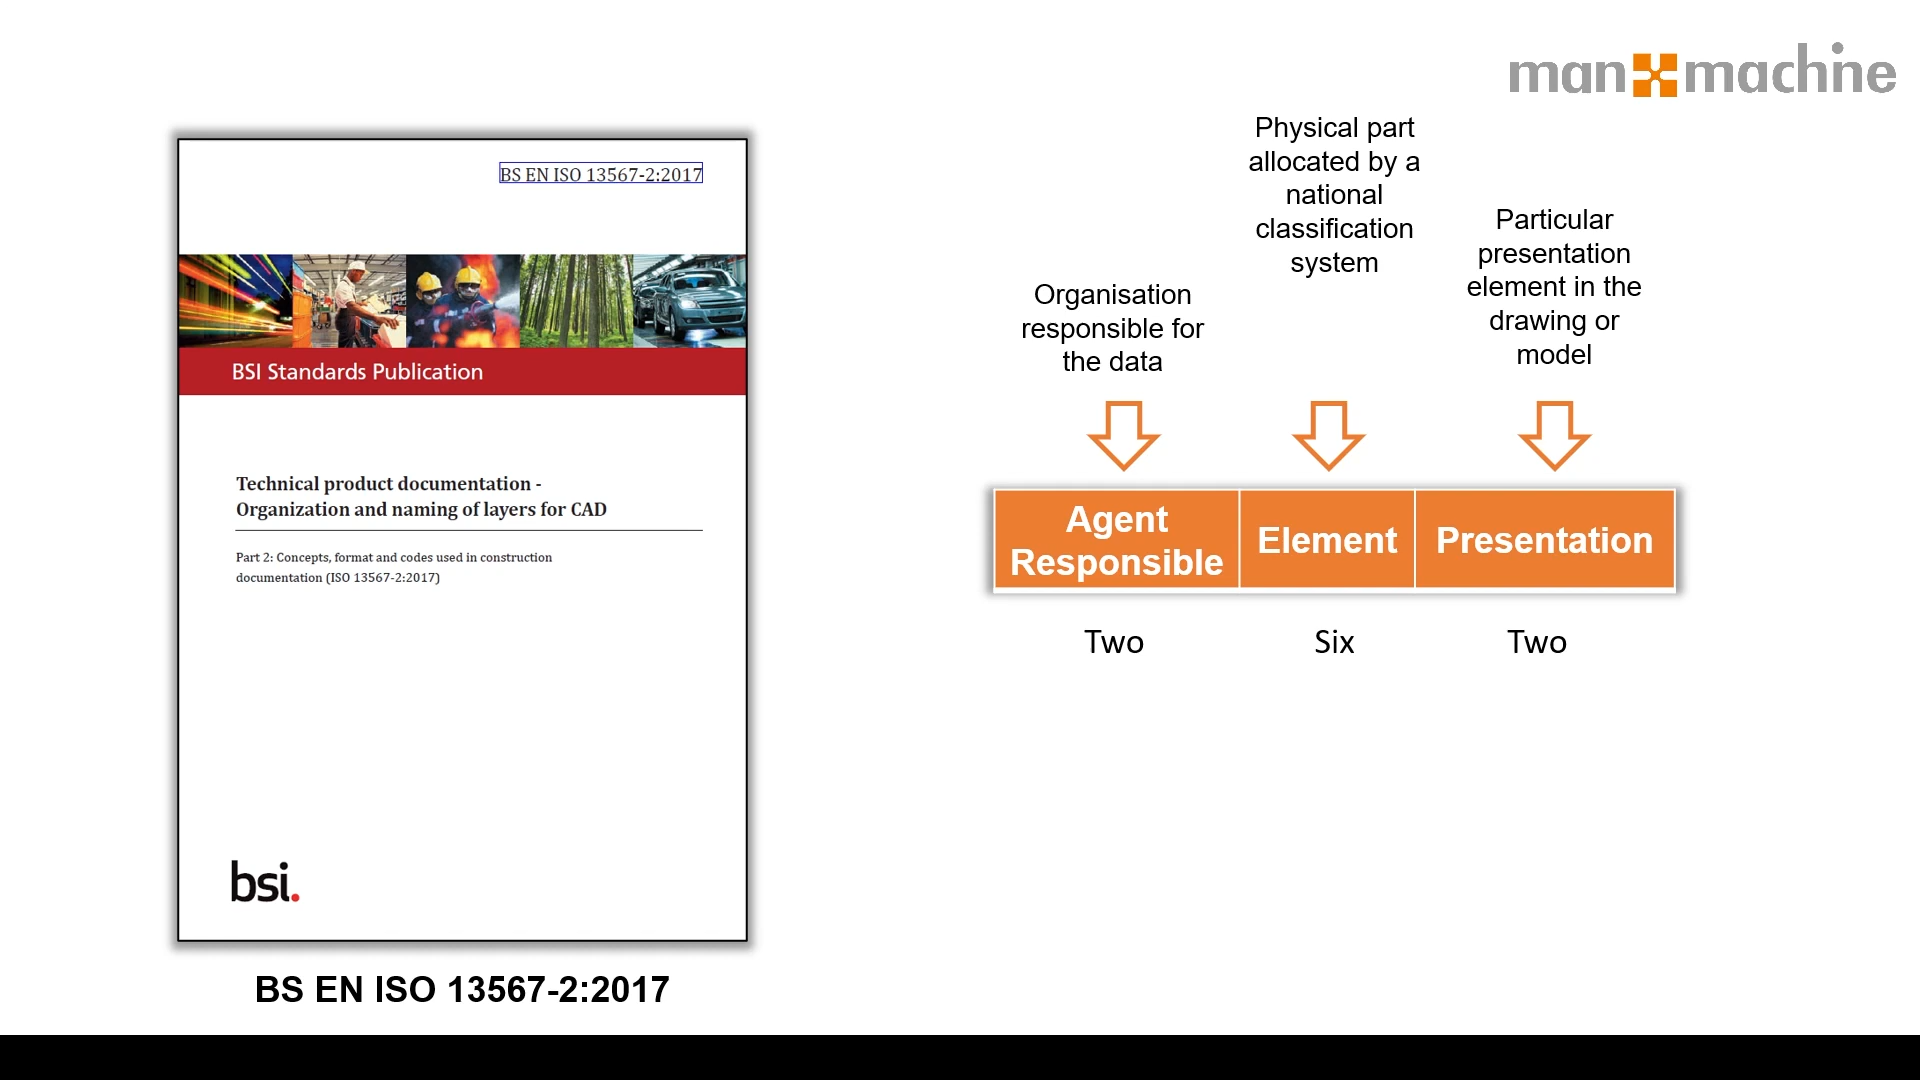 man machine
BS EN ISO 13567-2:2017
BSI Standards Publication
Technical product documentation -
Organization and naming of layers for CAD
Part 2: Concepts, format and codes used in construction
documentation (ISO 13567-2:2017)
bsi.
BS EN ISO 13567-2:2017
Organisation
responsible for
the data
Physical part
allocated by a
national
classification
system
Particular
presentation
element in the
drawing or
model
Agent
Responsible
Element
Presentation
Two
Six
Two